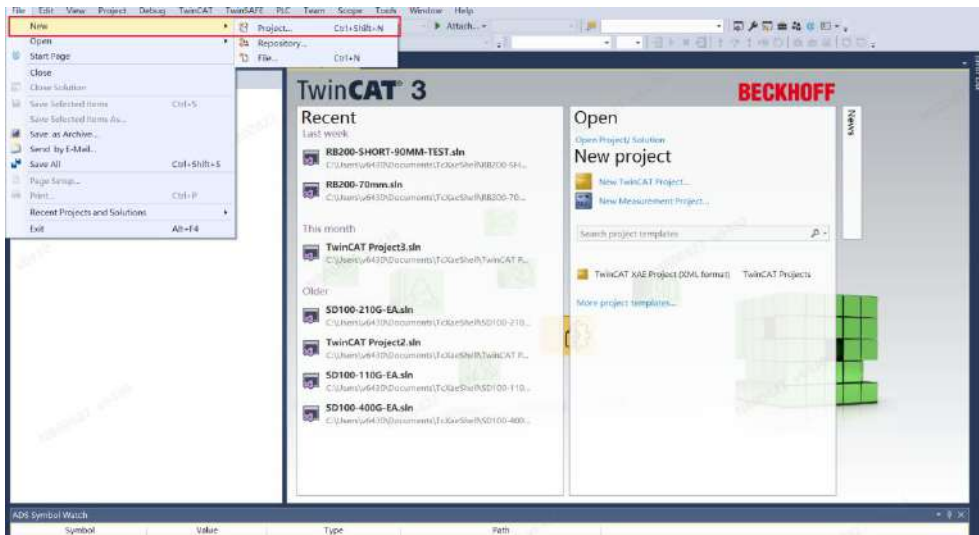 File Edit View Project Debug TwinCAT TwinSAFE PLC Team Scope Tools Window Help
New
Project... Ctrl+Shift+N
Attach...
Open
Repository...
Start Page
File... Ctrl+N
Close
Close Solution
Save Selected Items Ctrl+S
Save Selected Items As...
Save as Archive...
Send by E-Mail...
Save All Ctrl+Shift+S
Page Setup...
Print... Ctrl+P
Recent Projects and Solutions
Exit Alt+F4
TwinCAT® 3
BECKHOFF
Recent
Last week
RB200-SHORT-90MM-TEST.sln
RB200-70mm.sln
This month
TwinCAT Project3.sln
Older
SD100-210G-EA.sln
TwinCAT Project2.sln
SD100-110G-EA.sln
SD100-400G-EA.sln
Open
Open Project/ Solution
New project
New TwinCAT Project...
New Measurement Project...
Search project templates
TwinCAT XAE Project (XML format) TwinCAT Projects
More project templates...
News
ADS Symbol Watch
Symbol Value Type Path